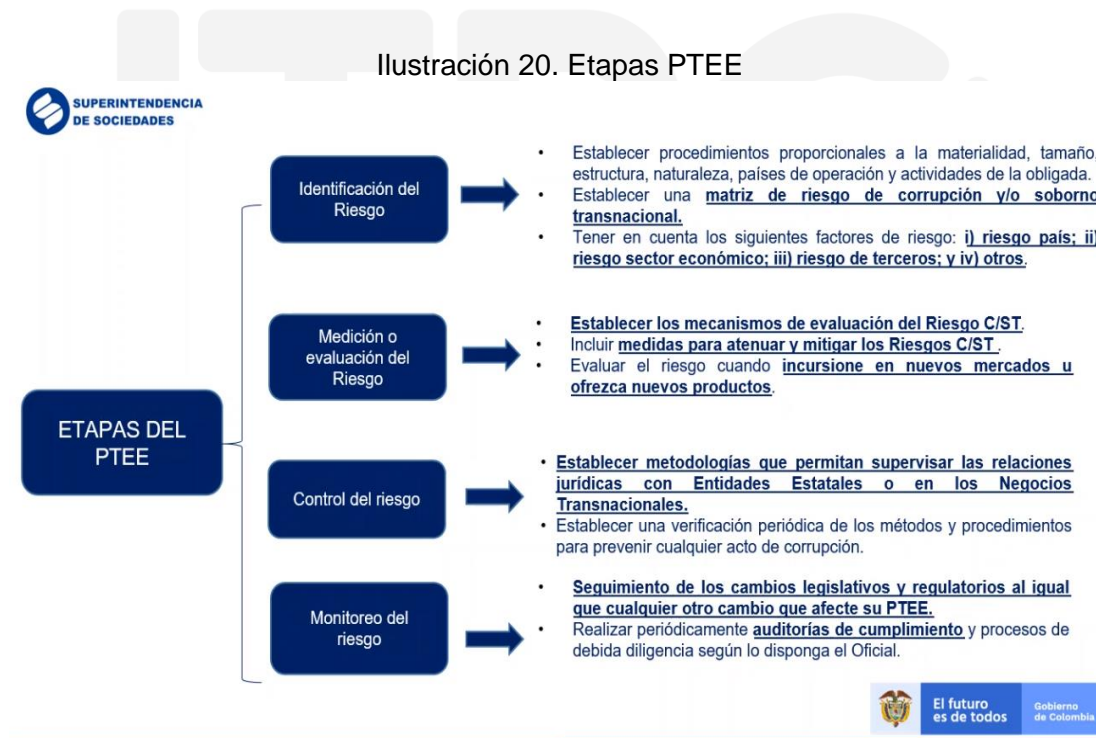 Ilustración 20. Etapas PTEE
SUPERINTENDENCIA
DE SOCIEDADES
ETAPAS DEL
PTEE
Identificación del
Riesgo
• Establecer procedimientos proporcionales a la materialidad, tamaño,
estructura, naturaleza, países de operación y actividades de la obligada.
• Establecer una matriz de riesgo de corrupción y/o soborno
transnacional.
• Tener en cuenta los siguientes factores de riesgo: i) riesgo país; ii)
riesgo sector económico; iii) riesgo de terceros; y iv) otros.
Medición o
evaluación del
Riesgo
• Establecer los mecanismos de evaluación del Riesgo C/ST.
• Incluir medidas para atenuar y mitigar los Riesgos C/ST .
• Evaluar el riesgo cuando incursione en nuevos mercados u
ofrezca nuevos productos.
Control del riesgo
• Establecer metodologías que permitan supervisar las relaciones
jurídicas con Entidades Estatales o en los Negocios
Transnacionales.
• Establecer una verificación periódica de los métodos y procedimientos
para prevenir cualquier acto de corrupción.
Monitoreo del
riesgo
• Seguimiento de los cambios legislativos y regulatorios al igual
que cualquier otro cambio que afecte su PTEE.
• Realizar periódicamente auditorías de cumplimiento y procesos de
debida diligencia según lo disponga el Oficial.
El futuro
es de todos
Gobierno
de Colombia